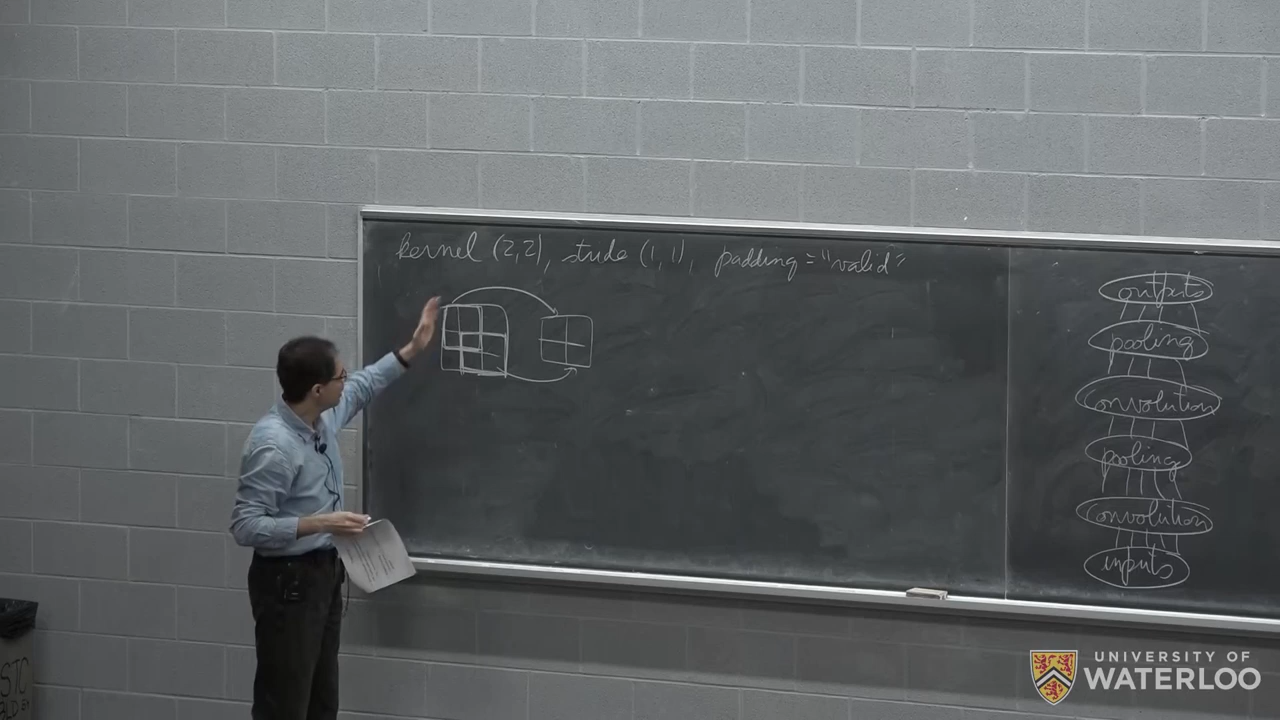 kernel (2,2), stride (1,1), padding = "valid"
outputs
pooling
convolution
pooling
convolution
inputs
UNIVERSITY OF
WATERLOO